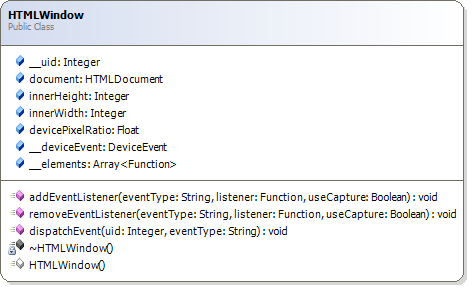 HTMLWindow
Public Class
__uid: Integer
document: HTMLDocument
innerHeight: Integer
innerWidth: Integer
devicePixelRatio: Float
__deviceEvent: DeviceEvent
__elements: Array<Function>
addEventListener(eventType: String, listener: Function, useCapture: Boolean) : void
removeEventListener(eventType: String, listener: Function, useCapture: Boolean) : void
dispatchEvent(uid: Integer, eventType: String) : void
~HTMLWindow()
HTMLWindow()